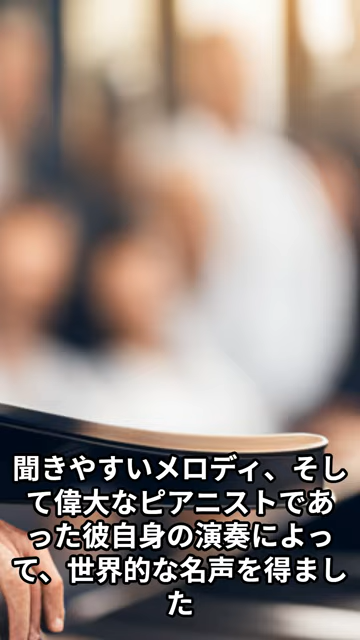 聞きやすいメロディ、そし
て偉大なピアニストであ
った彼自身の演奏によっ
て、世界的な名声を得まし
た